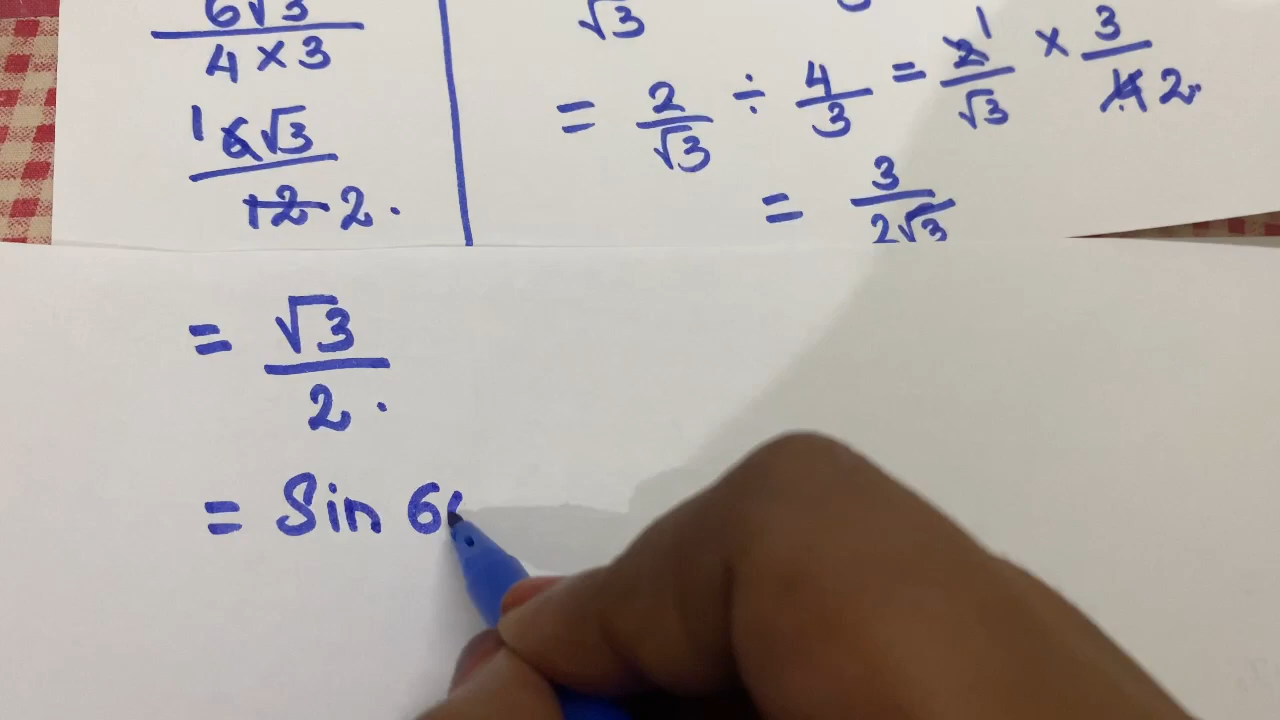 6√3
4 × 3
1 6√3
12 2.
√3
= 2/√3 ÷ 4/3 = 2 1/√3 × 3/4 2.
= 3/2√3
= √3/2.
= Sin 6